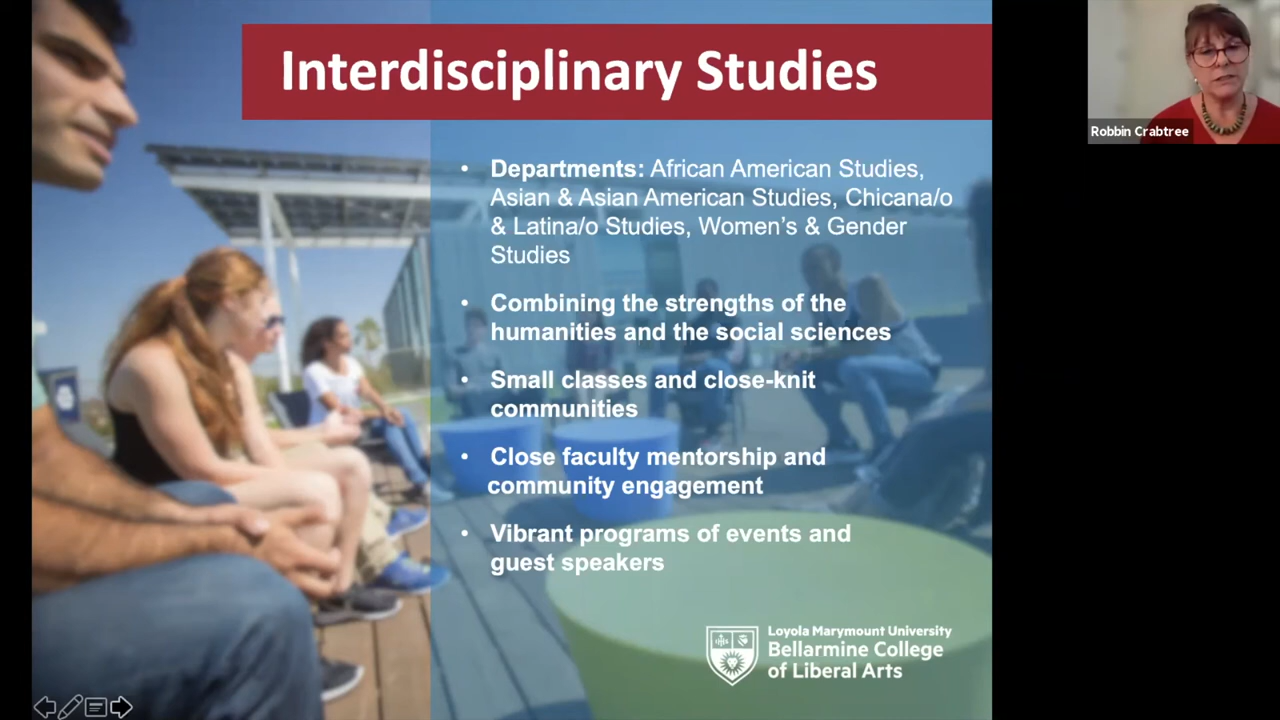 Interdisciplinary Studies
• Departments: African American Studies,
Asian & Asian American Studies, Chicana/o
& Latina/o Studies, Women's & Gender
Studies
• Combining the strengths of the
humanities and the social sciences
• Small classes and close-knit
communities
• Close faculty mentorship and
community engagement
• Vibrant programs of events and
guest speakers
Loyola Marymount University
Bellarmine College
of Liberal Arts
Robbin Crabtree